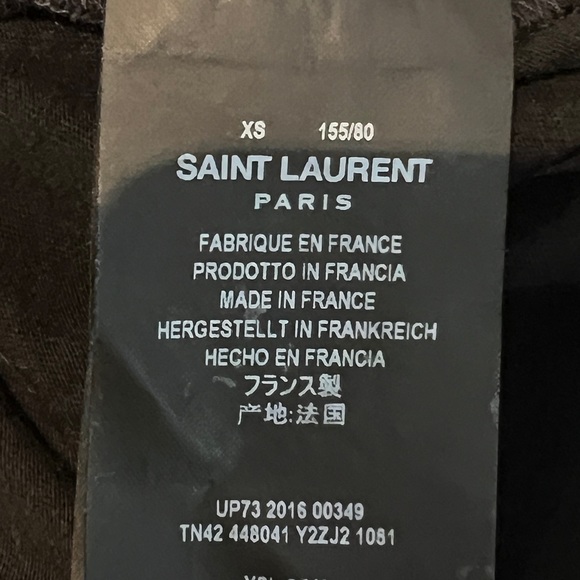 XS 155/80
SAINT LAURENT
PARIS
FABRIQUE EN FRANCE
PRODOTTO IN FRANCIA
MADE IN FRANCE
HERGESTELLT IN FRANKREICH
HECHO EN FRANCIA
フランス製
产地:法国
UP73 2016 00349
TN42 448041 Y2ZJ2 1081